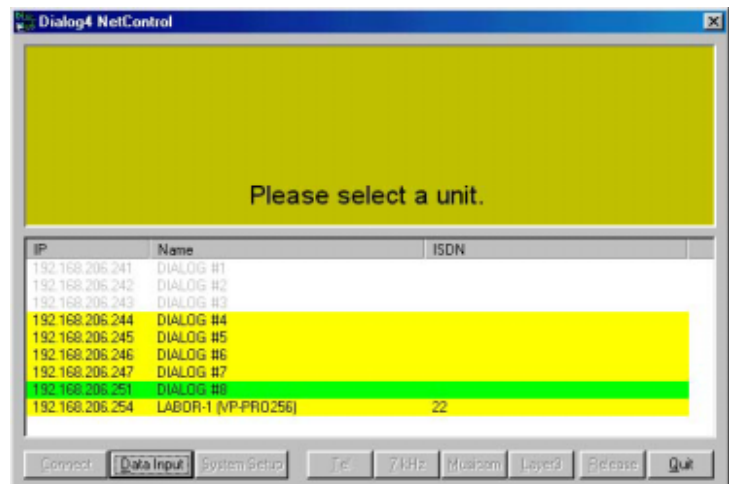 Dialog4 NetControl
Please select a unit.
IP Name ISDN
192.168.206.241 DIALOG #1
192.168.206.242 DIALOG #2
192.168.206.243 DIALOG #3
192.168.206.244 DIALOG #4
192.168.206.245 DIALOG #5
192.168.206.246 DIALOG #6
192.168.206.247 DIALOG #7
192.168.206.251 DIALOG #8
192.168.206.254 LABOR-1 (VP-PRO256) 22
Connect Data Input System Setup Tel 7 kHz Musicam Layer3 Release Quit